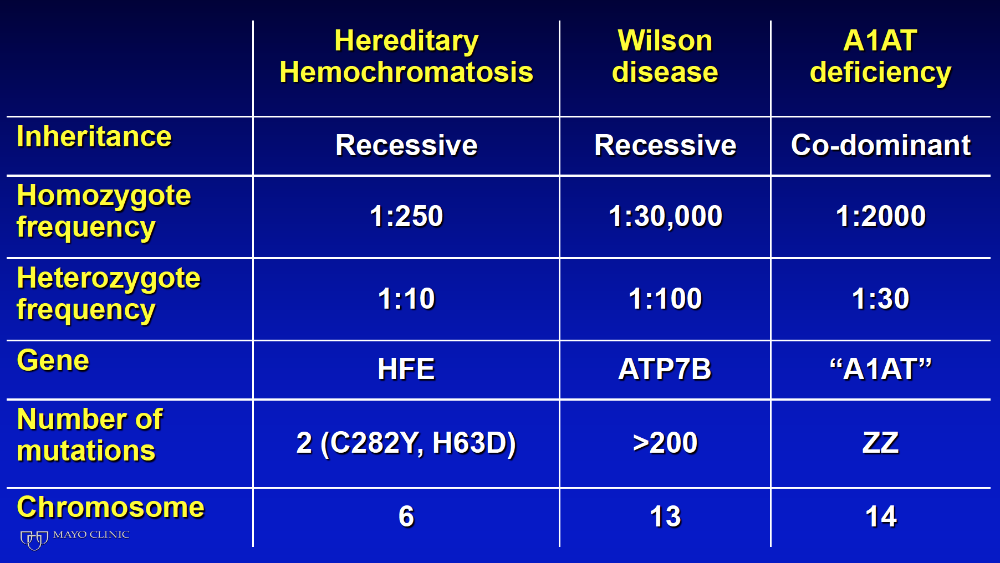 Hereditary
Hemochromatosis
Wilson
disease
A1AT
deficiency
Inheritance
Recessive
Recessive
Co-dominant
Homozygote
frequency
1:250
1:30,000
1:2000
Heterozygote
frequency
1:10
1:100
1:30
Gene
HFE
ATP7B
“A1AT”
Number of
mutations
2 (C282Y, H63D)
>200
ZZ
Chromosome
6
13
14
MAYO CLINIC